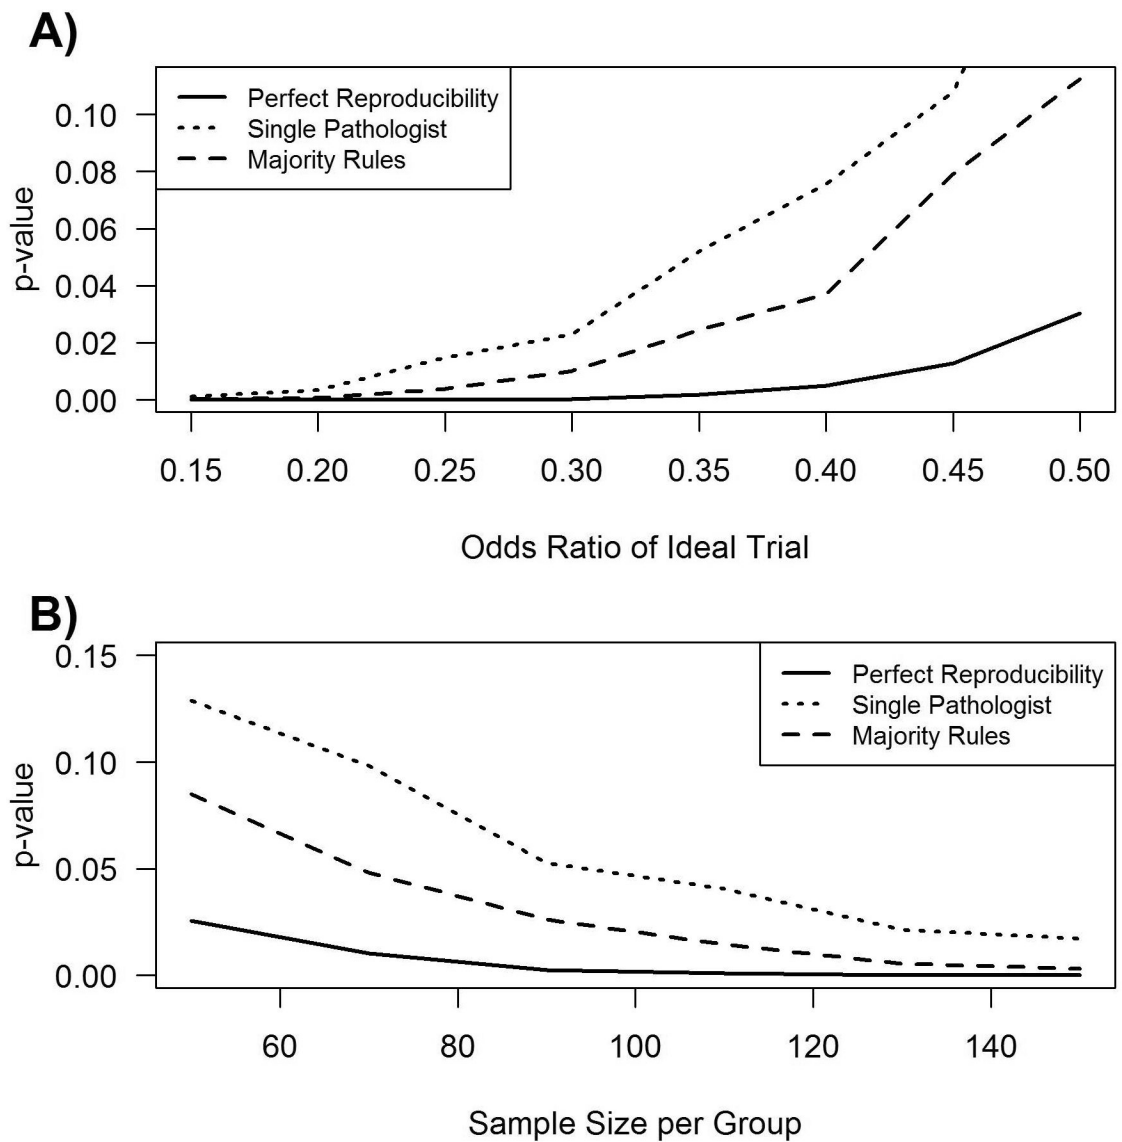 A)
Perfect Reproducibility
Single Pathologist
Majority Rules
p-value
0.10
0.08
0.06
0.04
0.02
0.00
0.15 0.20 0.25 0.30 0.35 0.40 0.45 0.50
Odds Ratio of Ideal Trial
B)
Perfect Reproducibility
Single Pathologist
Majority Rules
p-value
0.15
0.10
0.05
0.00
60 80 100 120 140
Sample Size per Group